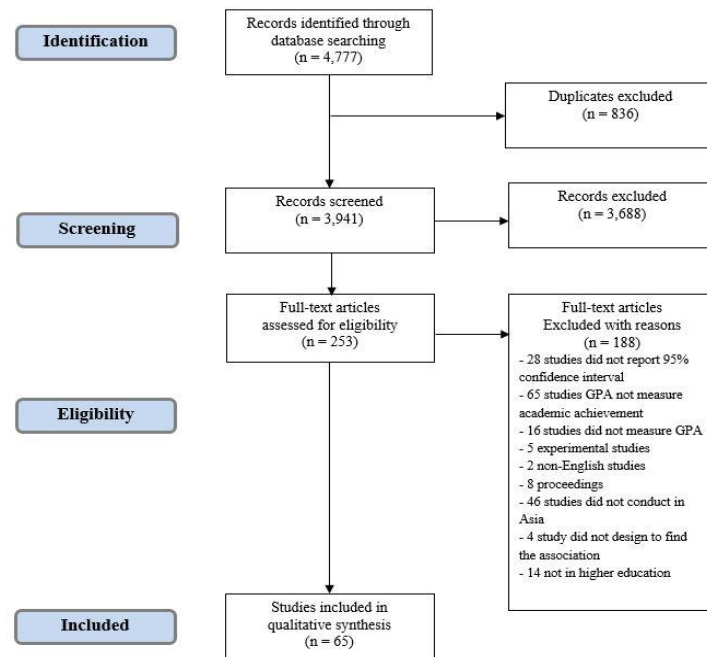 Identification
Records identified through
database searching
(n = 4,777)
Duplicates excluded
(n = 836)
Screening
Records screened
(n = 3,941)
Records excluded
(n = 3,688)
Eligibility
Full-text articles
assessed for eligibility
(n = 253)
Full-text articles
Excluded with reasons
(n = 188)
- 28 studies did not report 95%
confidence interval
- 65 studies GPA not measure
academic achievement
- 16 studies did not measure GPA
- 5 experimental studies
- 2 non-English studies
- 8 proceedings
- 46 studies did not conduct in
Asia
- 4 study did not design to find
the association
- 14 not in higher education
Included
Studies included in
qualitative synthesis
(n = 65)